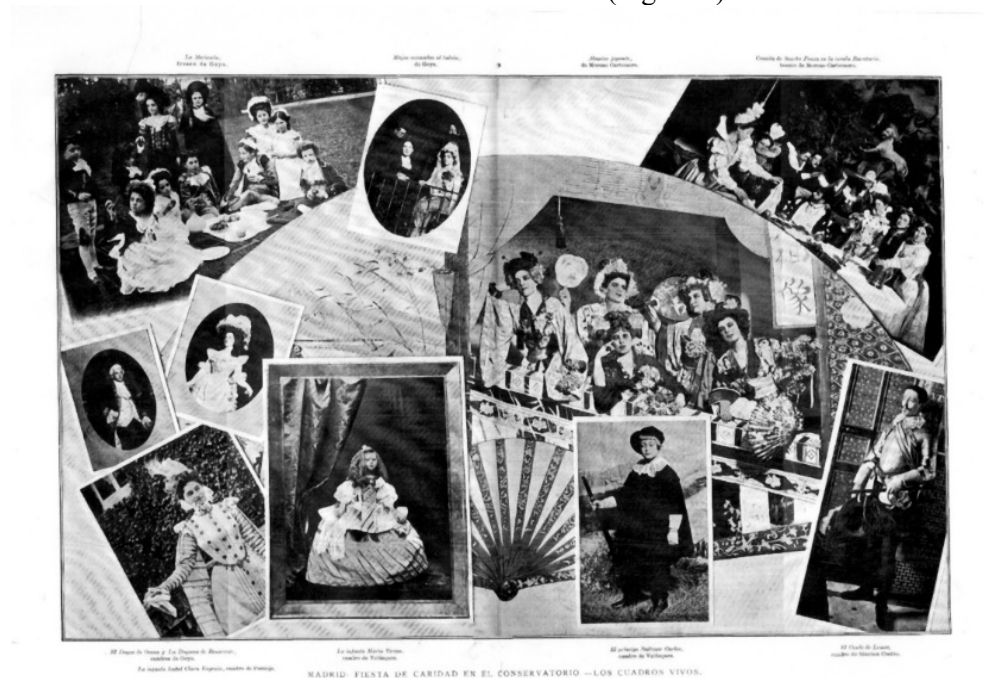 La Merienda,
fresco de Goya.
Majas asomadas al balcón,
de Goya.
Abanico japonés,
de Moreno Carbonero.
Comida de Sancho Panza en la ínsula Barataria,
boceto de Moreno Carbonero.
El Duque de Osuna y La Duquesa de Benavente,
cuadros de Goya.
La infanta Isabel Clara Eugenia, cuadro de Pantoja.
La infanta María Teresa,
cuadro de Velázquez.
El príncipe Baltasar Carlos,
cuadro de Velázquez.
El Conde de
cuadro de Sánchez Coello.
MADRID: FIESTA DE CARIDAD EN EL CONSERVATORIO.—LOS CUADROS VIVOS.